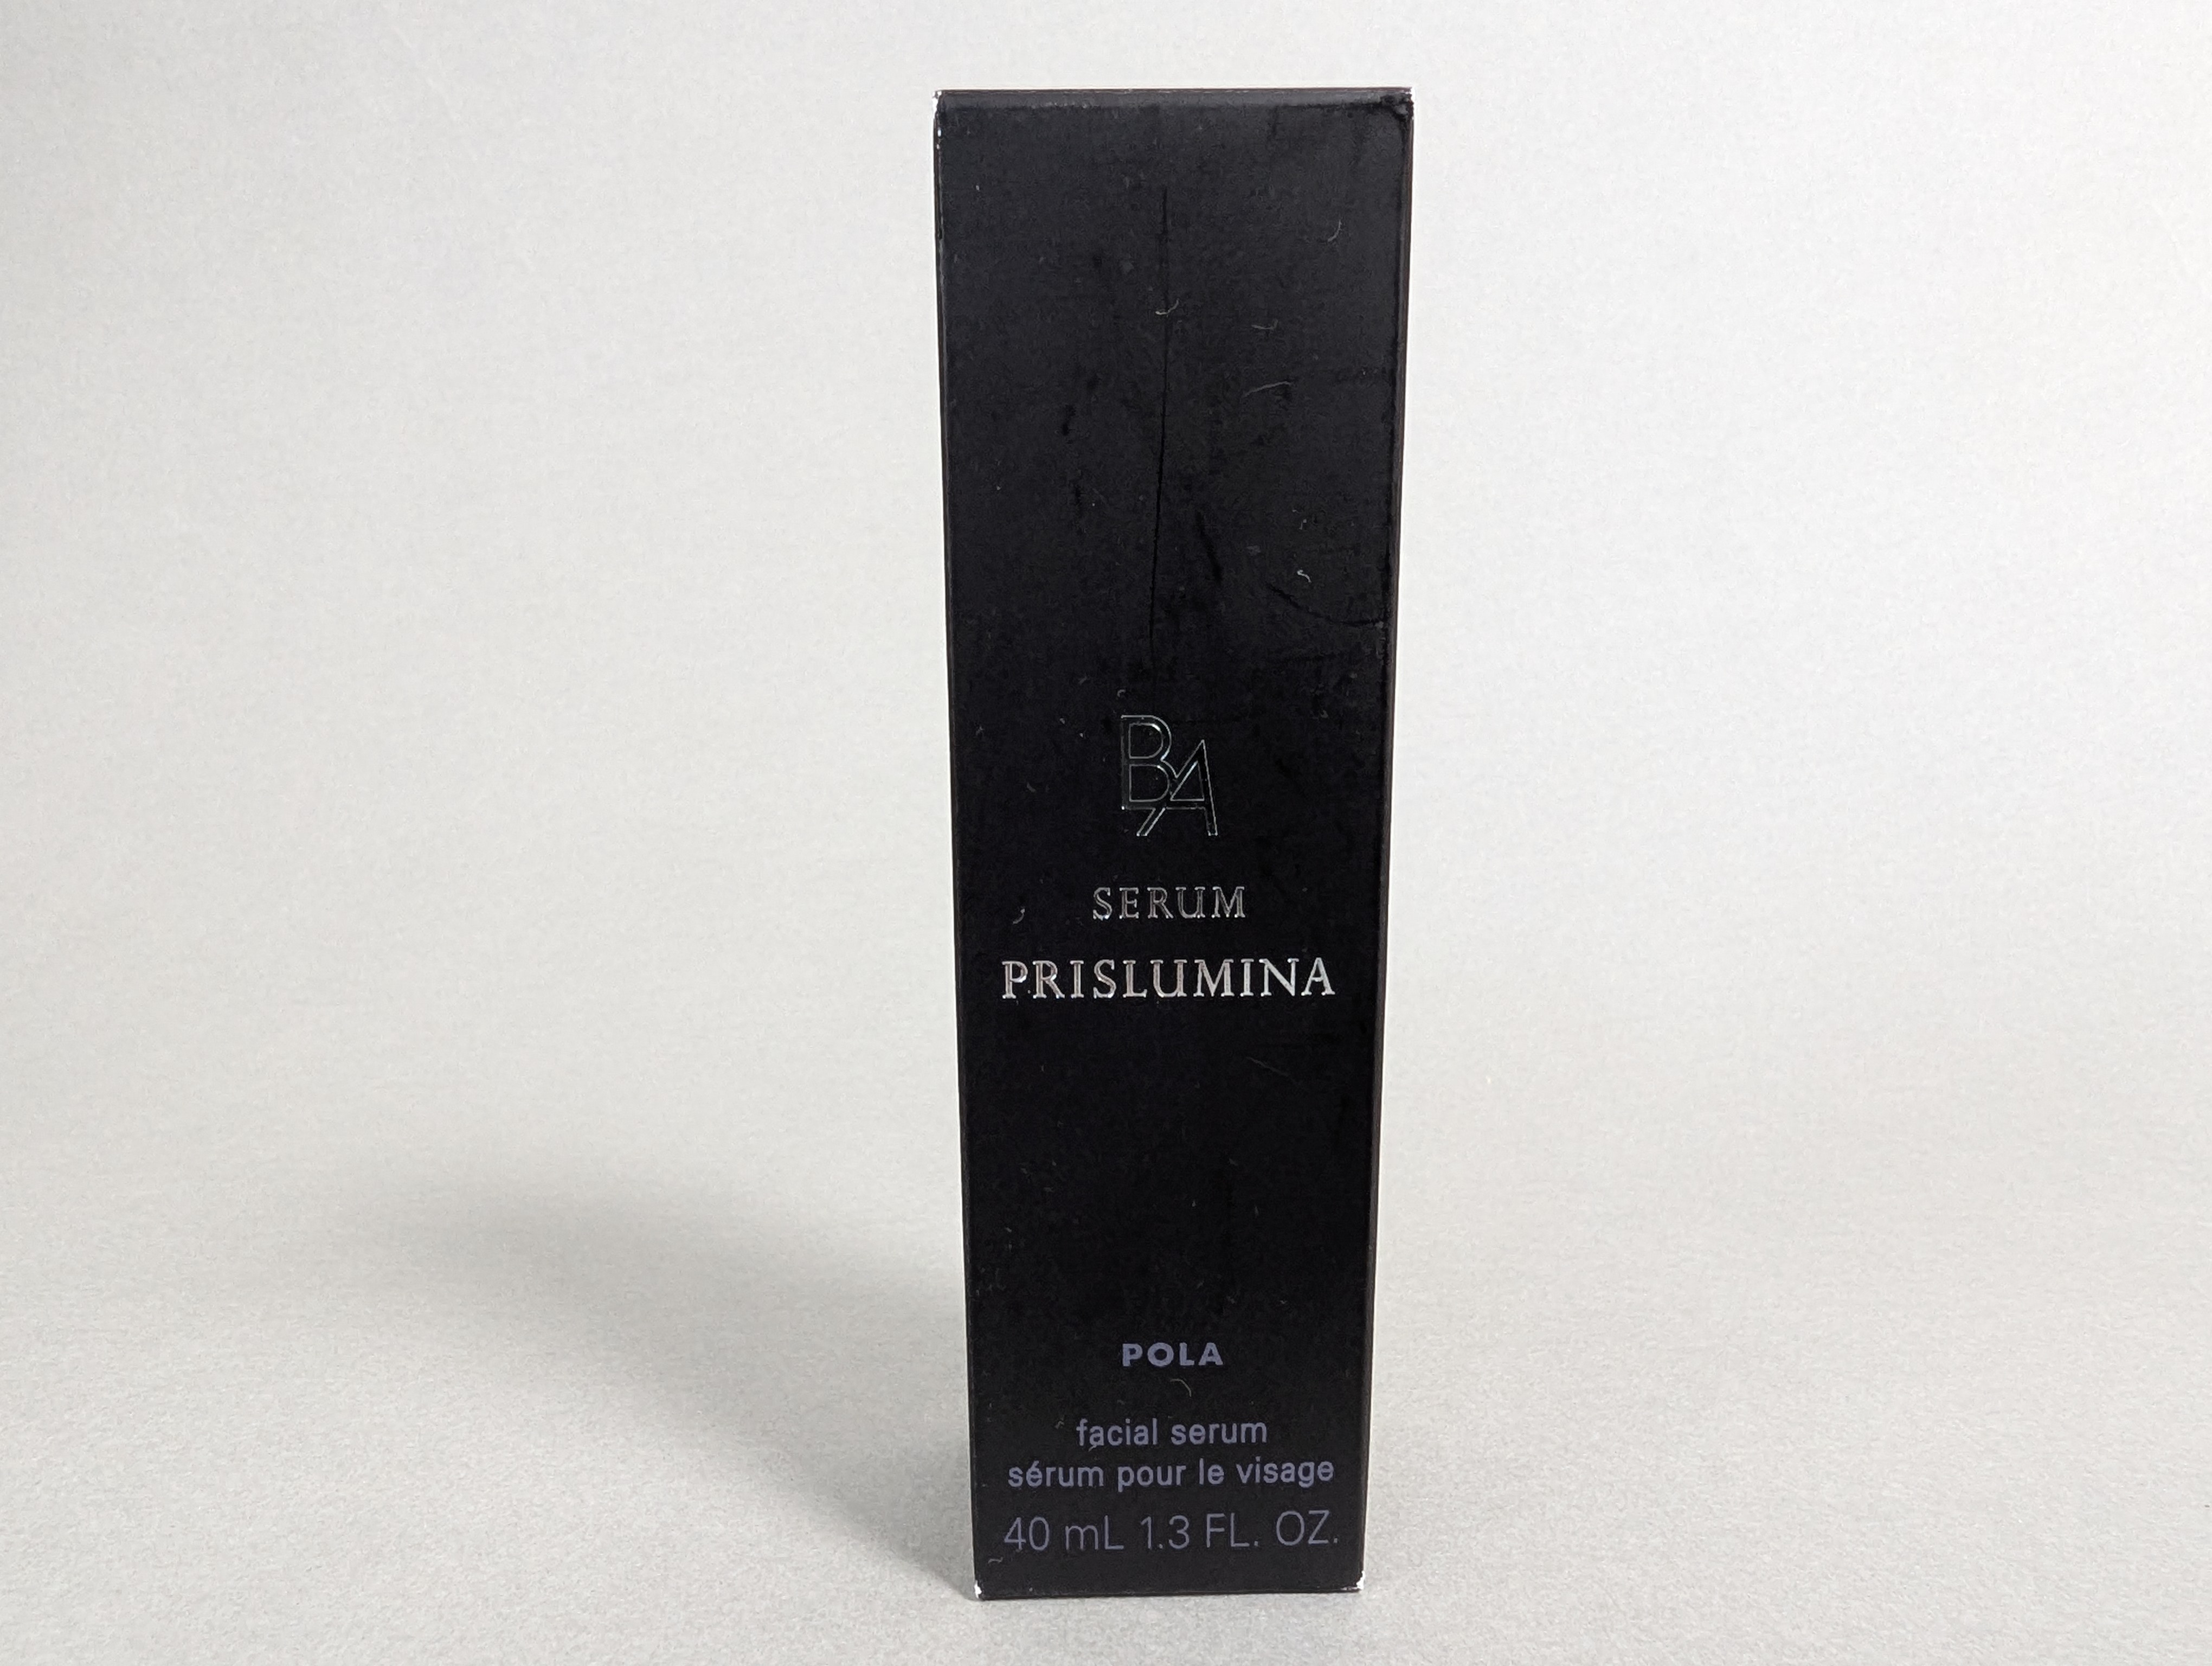 BA
SERUM
PRISLUMINA
POLA
facial serum
sérum pour le visage
40 mL 1.3 FL. OZ.